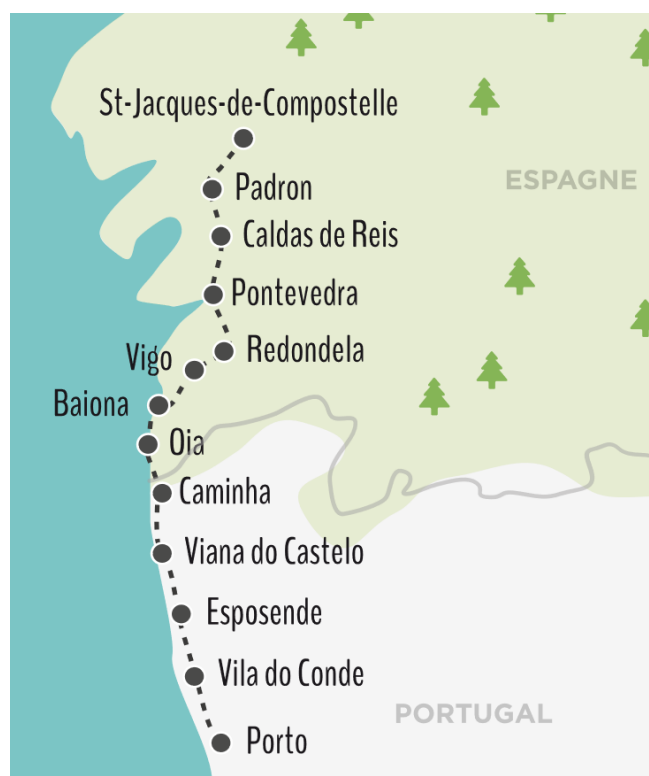 St-Jacques-de-Compostelle
Padron
ESPAGNE
Caldas de Reis
Pontevedra
Redondela
Vigo
Baiona
Oia
Caminha
Viana do Castelo
Esposende
Vila do Conde
PORTUGAL
Porto